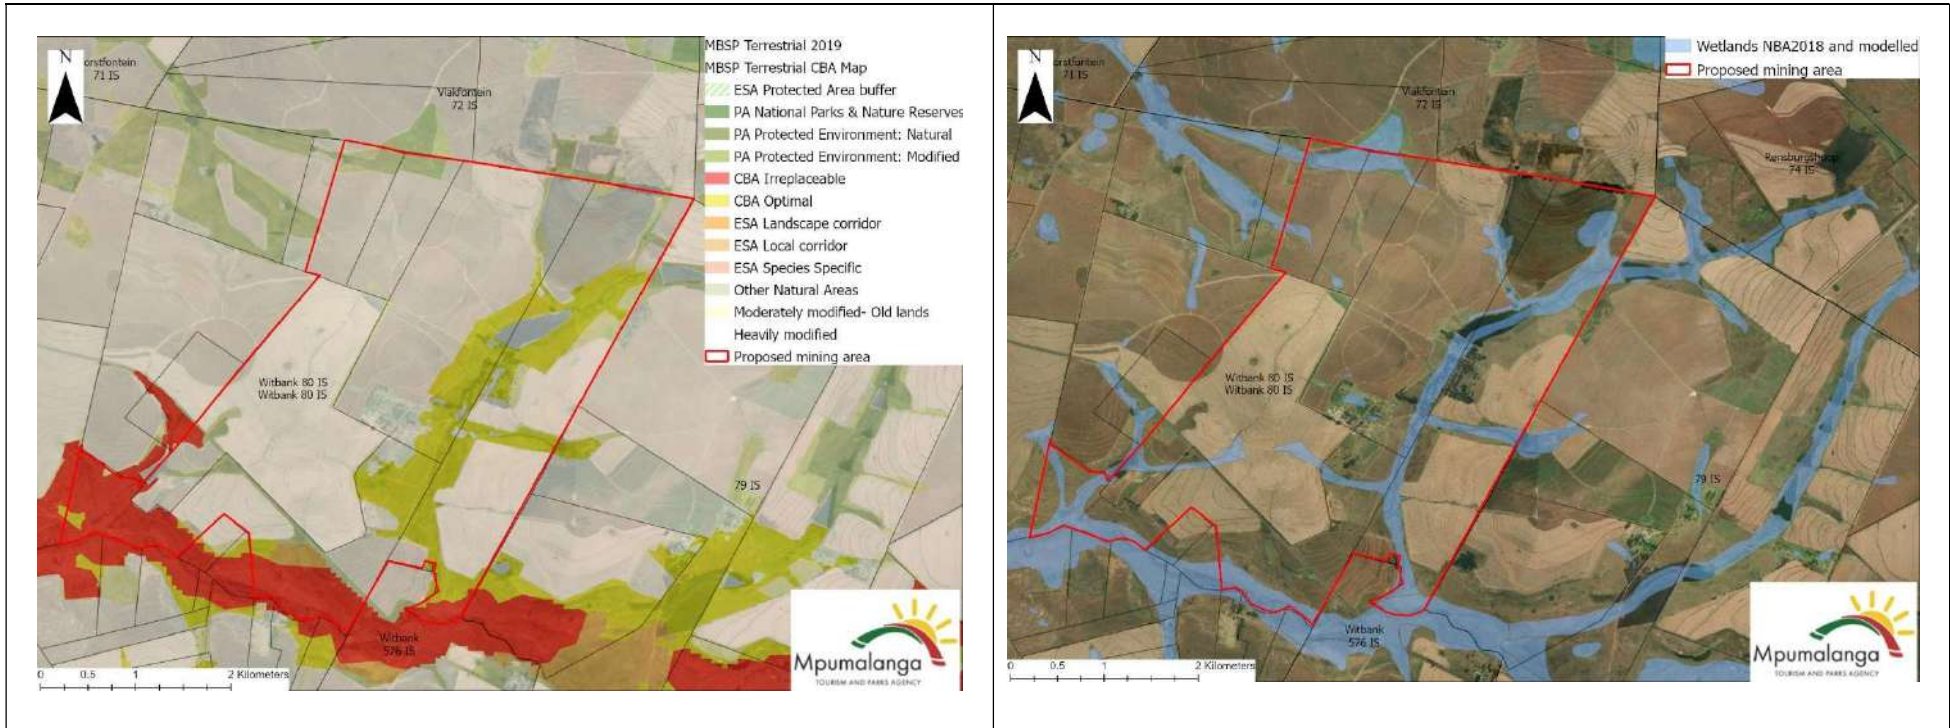 N
orstfontein
71 IS
Vlakfontein
72 IS
Witbank 80 IS
Witbank 80 IS
79 IS
Witbank
576 IS
MBSP Terrestrial 2019
MBSP Terrestrial CBA Map
ESA Protected Area buffer
PA National Parks & Nature Reserves
PA Protected Environment: Natural
PA Protected Environment: Modified
CBA Irreplaceable
CBA Optimal
ESA Landscape corridor
ESA Local corridor
ESA Species Specific
Other Natural Areas
Moderately modified- Old lands
Heavily modified
Proposed mining area
0 0.5 1 2 Kilometers
Mpumalanga
TOURISM AND PARKS AGENCY
N
orstfontein
71 IS
Vlakfontein
72 IS
Rensburgshoop
74 IS
Witbank 80 IS
Witbank 80 IS
79 IS
Witbank
576 IS
Wetlands NBA2018 and modelled
Proposed mining area
0 0.5 1 2 Kilometers
Mpumalanga
TOURISM AND PARKS AGENCY